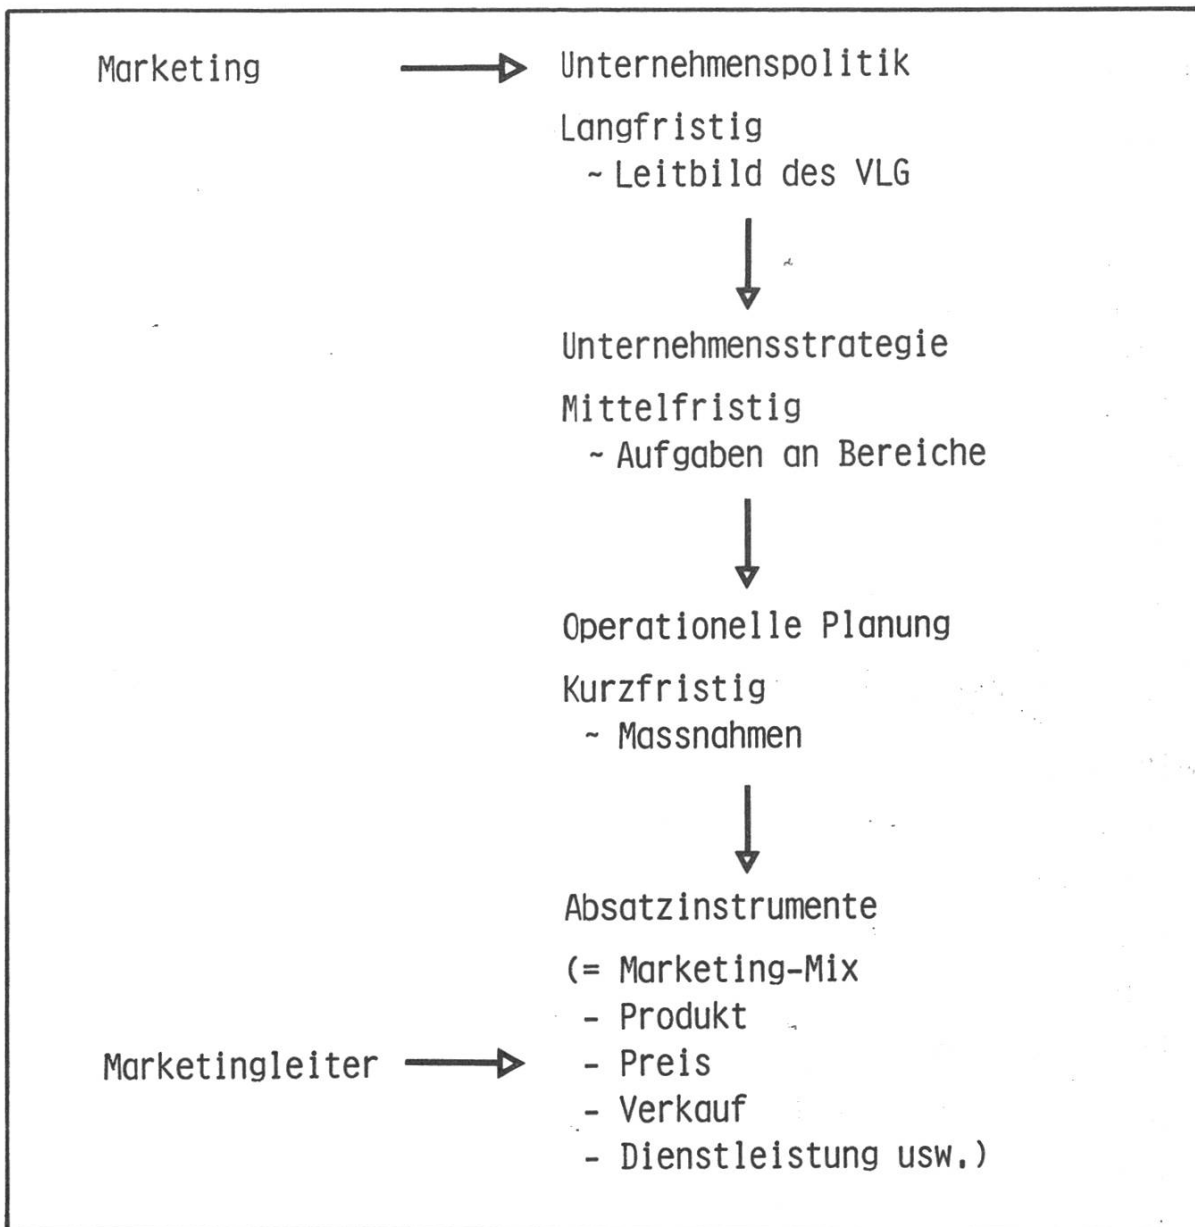 Marketing
Unternehmenspolitik
Langfristig
~ Leitbild des VLG
Unternehmensstrategie
Mittelfristig
~ Aufgaben an Bereiche
Operationelle Planung
Kurzfristig
~ Massnahmen
Absatzinstrumente
(= Marketing-Mix
- Produkt
Marketingleiter
- Preis
- Verkauf
- Dienstleistung usw.)